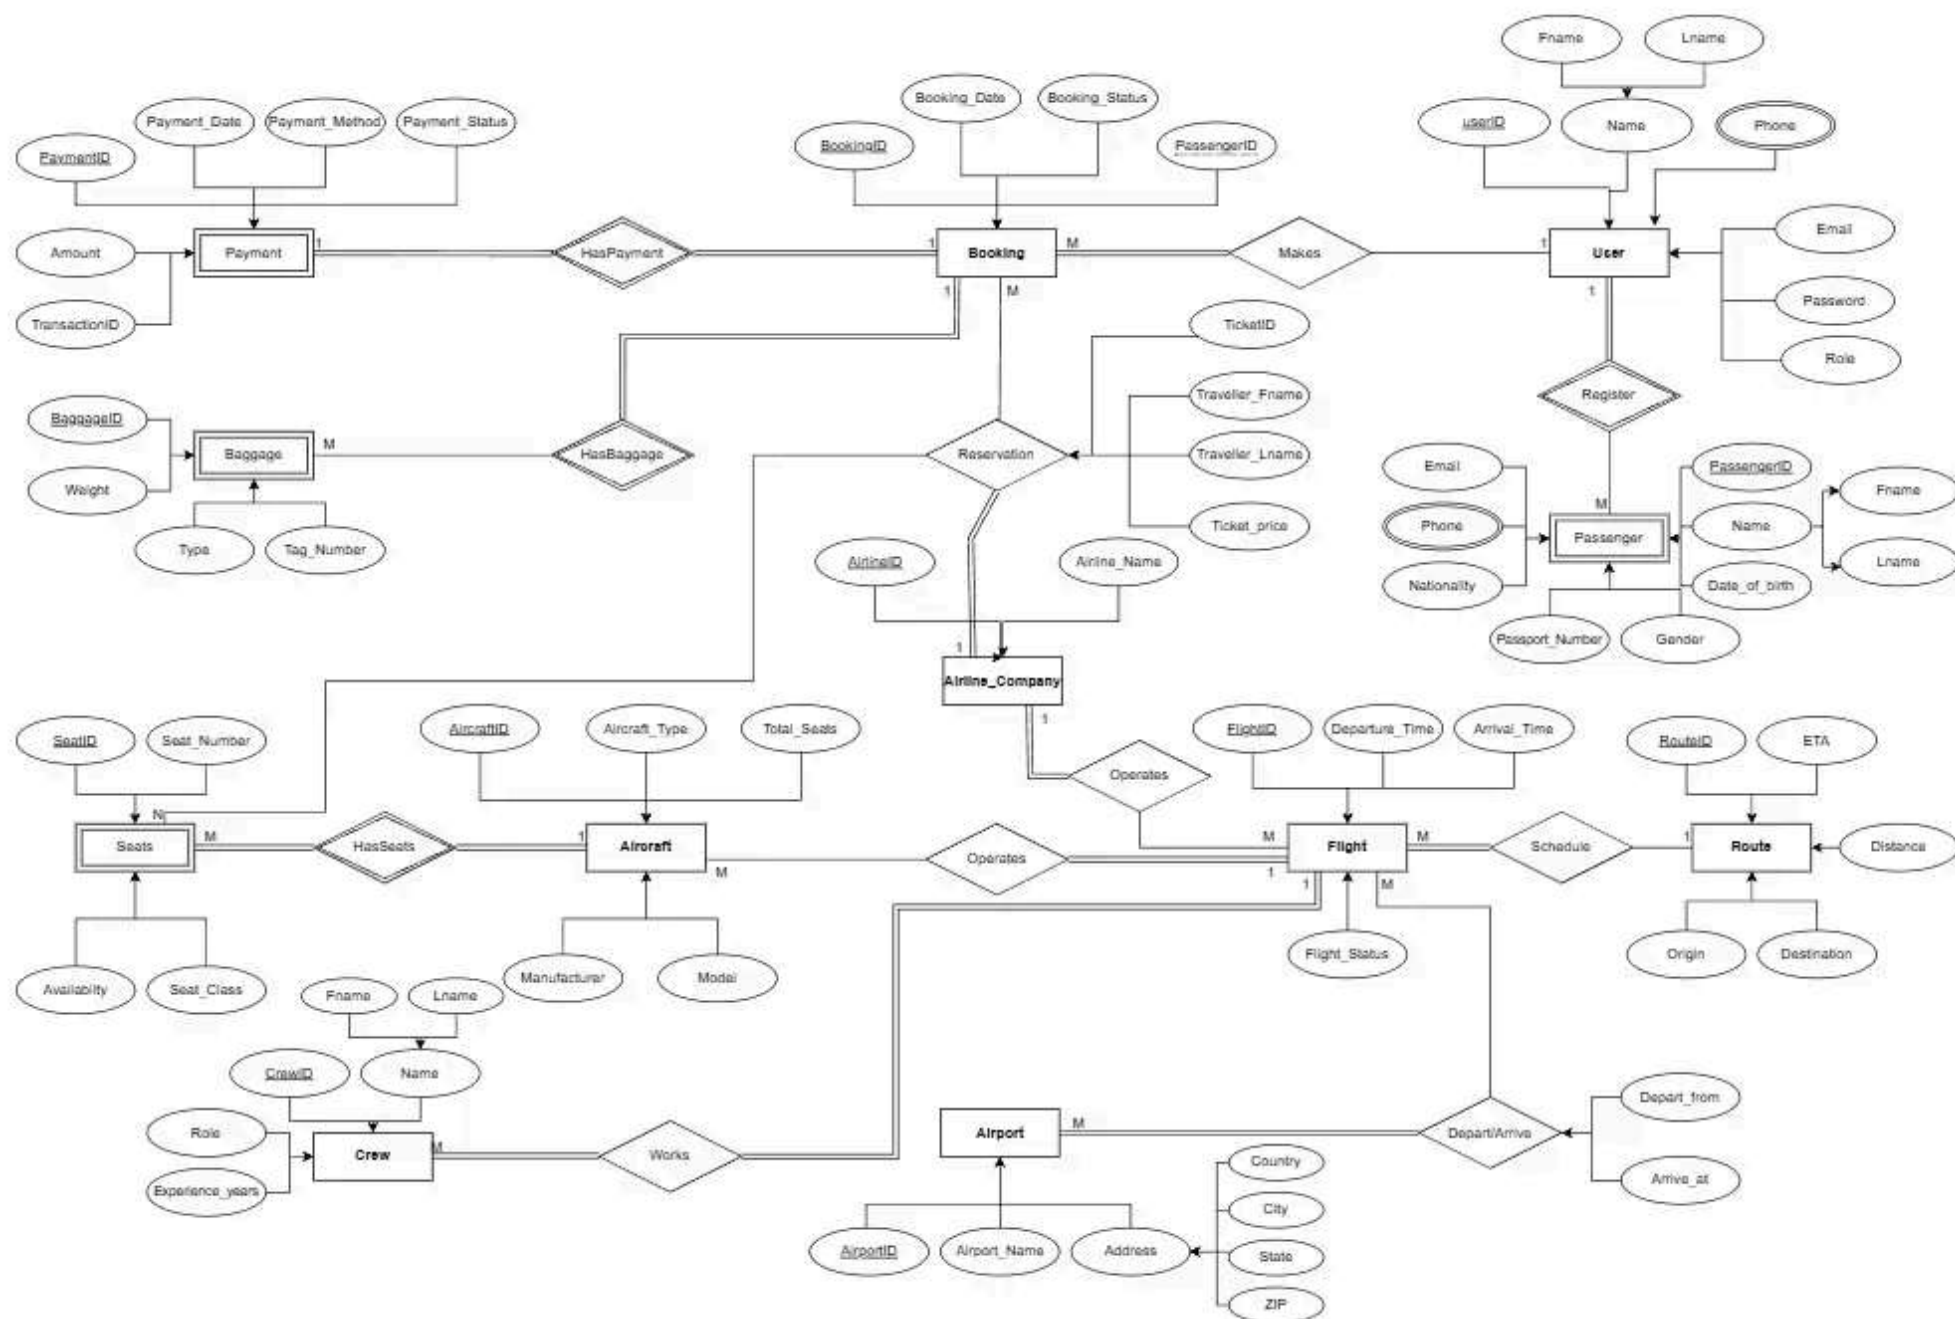 Fname
Lname
Payment_Date
Payment_Method
Payment_Status
Booking_Date
Booking_Status
userID
Name
Phone
PaymentID
BookingID
PassengerID
Amount
Payment
1
HasPayment
1
Booking
M
Makes
1
User
Email
TransactionID
1
M
1
Password
TicketID
Role
Traveller_Fname
Register
BaggageID
Baggage
M
HasBaggage
Reservation
Traveller_Lname
Weight
Type
Tag_Number
Ticket_price
Email
PassengerID
Fname
Phone
M
Passenger
Name
Nationality
Date_of_birth
Lname
Passport_Number
Gender
AirlineID
Airline_Name
1
Airline_Company
1
SeatID
Seat_Number
AircraftID
Aircraft_Type
Total_Seats
Operates
FlightID
Departure_Time
Arrival_Time
RouteID
ETA
N
Seats
M
HasSeats
1
Aircraft
M
Operates
M
1
Flight
M
Schedule
1
Route
Distance
1
M
Availabilty
Seat_Class
Manufacturer
Model
Flight_Status
Origin
Destination
Fname
Lname
CrewID
Name
Role
Experience_years
Crew
M
Works
Airport
M
Depart/Arrive
Depart_from
Arrive_at
AirportID
Airport_Name
Address
Country
City
State
ZIP